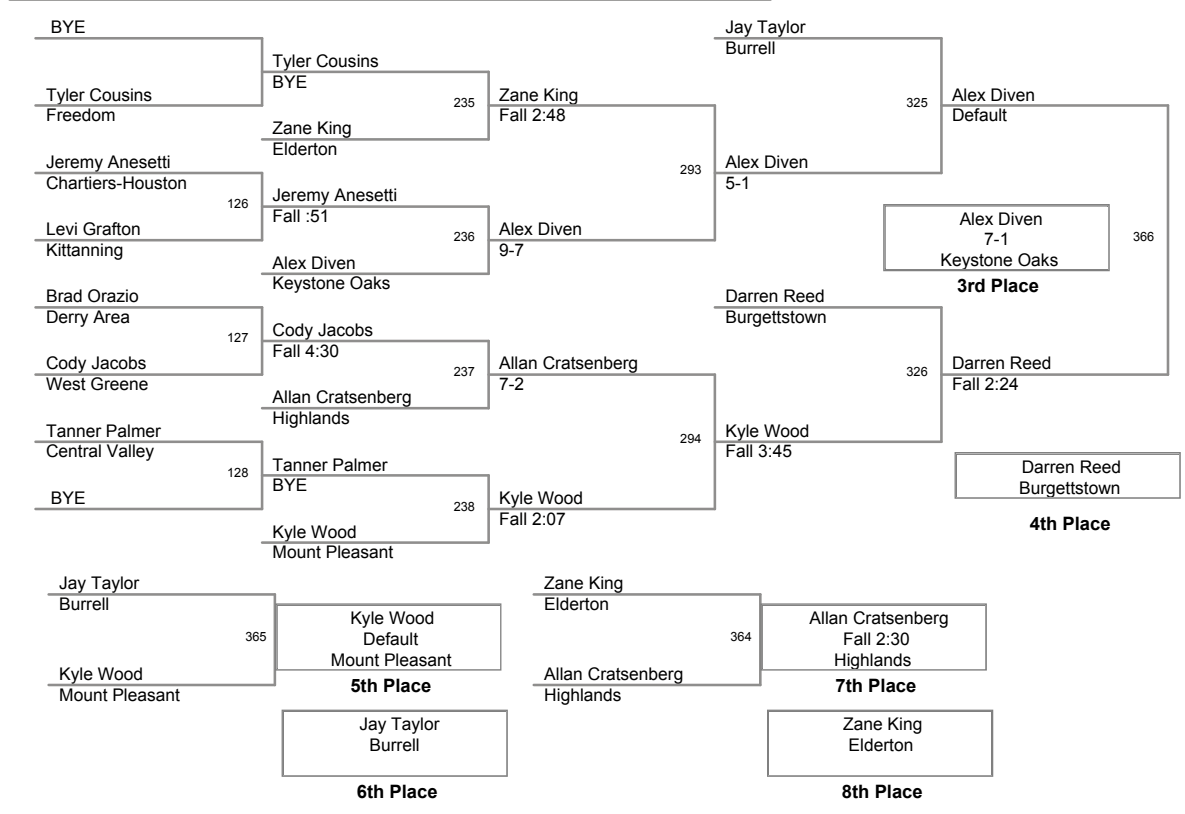 BYE
Tyler Cousins
Freedom
Jeremy Anesetti
Chartiers-Houston
126
Levi Grafton
Kittanning
Brad Orazio
Derry Area
127
Cody Jacobs
West Greene
Tanner Palmer
Central Valley
128
BYE
Tyler Cousins
BYE
235
Zane King
Elderton
Jeremy Anesetti
Fall :51
236
Alex Diven
Keystone Oaks
Cody Jacobs
Fall 4:30
237
Allan Cratsenberg
Highlands
Tanner Palmer
BYE
238
Kyle Wood
Mount Pleasant
Zane King
Fall 2:48
293
Alex Diven
9-7
Allan Cratsenberg
7-2
294
Kyle Wood
Fall 2:07
Jay Taylor
Burrell
325
Alex Diven
5-1
Darren Reed
Burgettstown
326
Kyle Wood
Fall 3:45
Alex Diven
Default
366
Alex Diven
7-1
Keystone Oaks
3rd Place
Darren Reed
Fall 2:24
Darren Reed
Burgettstown
4th Place
Jay Taylor
Burrell
365
Kyle Wood
Mount Pleasant
Kyle Wood
Default
Mount Pleasant
5th Place
Jay Taylor
Burrell
6th Place
Zane King
Elderton
364
Allan Cratsenberg
Highlands
Allan Cratsenberg
Fall 2:30
Highlands
7th Place
Zane King
Elderton
8th Place